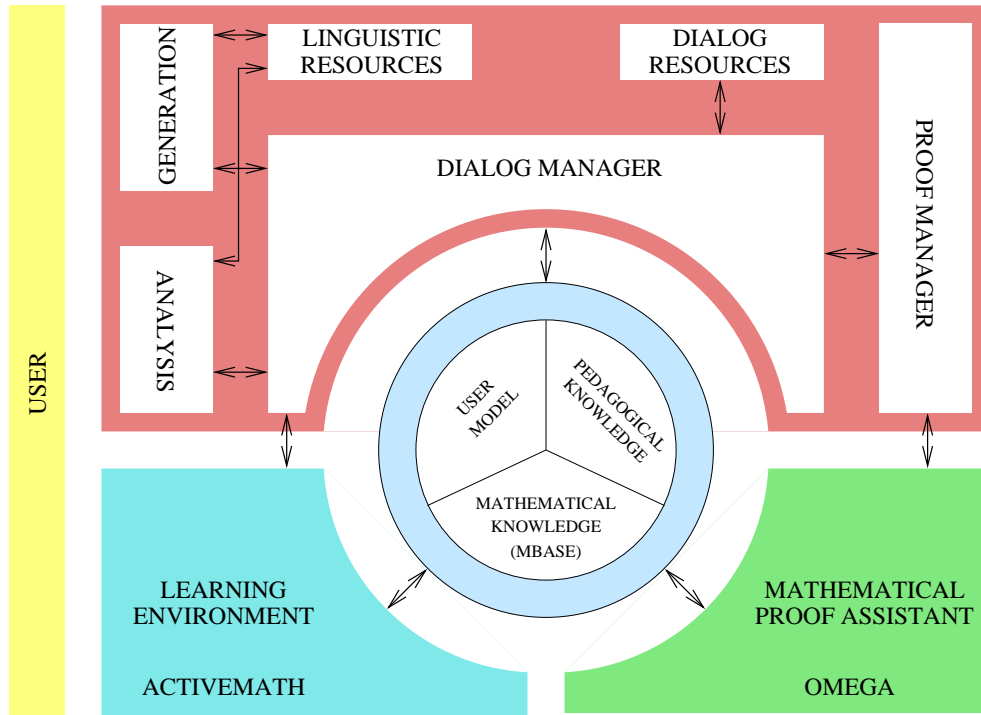 USER
GENERATION
ANALYSIS
LINGUISTIC
RESOURCES
DIALOG
RESOURCES
DIALOG MANAGER
PROOF MANAGER
USER
MODEL
PEDAGOGICAL
KNOWLEDGE
MATHEMATICAL
KNOWLEDGE
(MBASE)
LEARNING
ENVIRONMENT
ACTIVEMATH
MATHEMATICAL
PROOF ASSISTANT
OMEGA